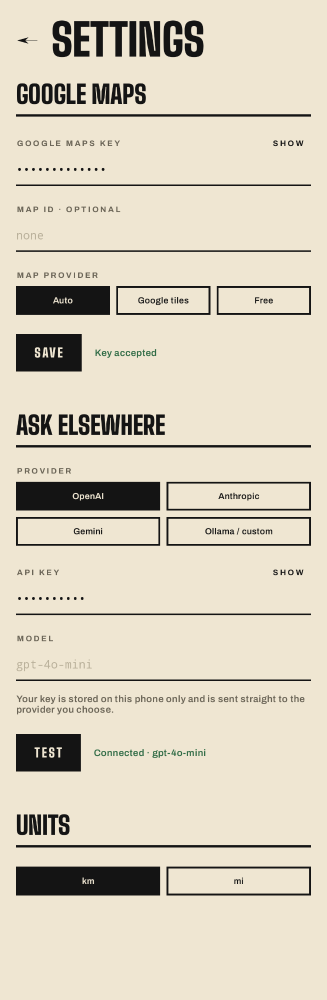 ← SETTINGS
GOOGLE MAPS
GOOGLE MAPS KEY SHOW
•••••••••••••
MAP ID · OPTIONAL
none
MAP PROVIDER
Auto Google tiles Free
SAVE Key accepted
ASK ELSEWHERE
PROVIDER
OpenAI Anthropic
Gemini Ollama / custom
API KEY SHOW
••••••••••
MODEL
gpt-4o-mini
Your key is stored on this phone only and is sent straight to the
provider you choose.
TEST Connected · gpt-4o-mini
UNITS
km mi